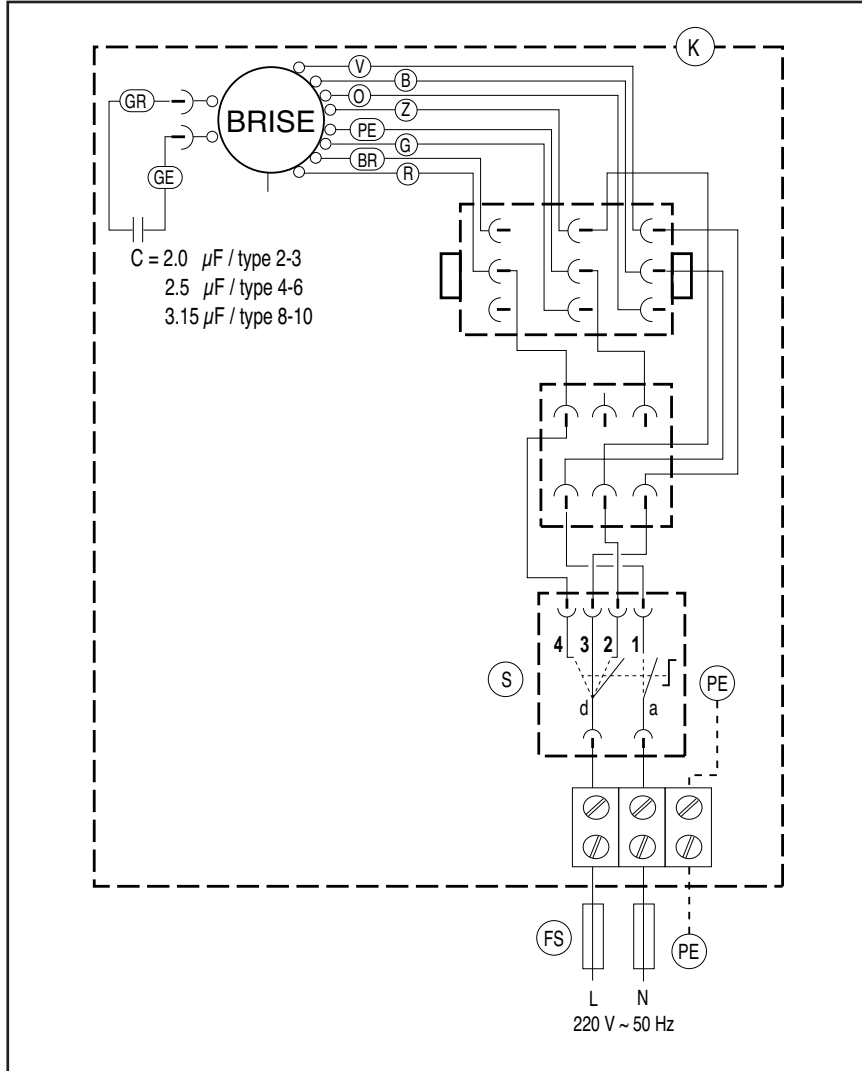 K
V
B
GR
O
Z
BRISE
PE
G
GE
BR
R
C = 2.0 µF / type 2-3
2.5 µF / type 4-6
3.15 µF / type 8-10
4 3 2 1
S
PE
d a
FS
PE
L N
220 V ~ 50 Hz